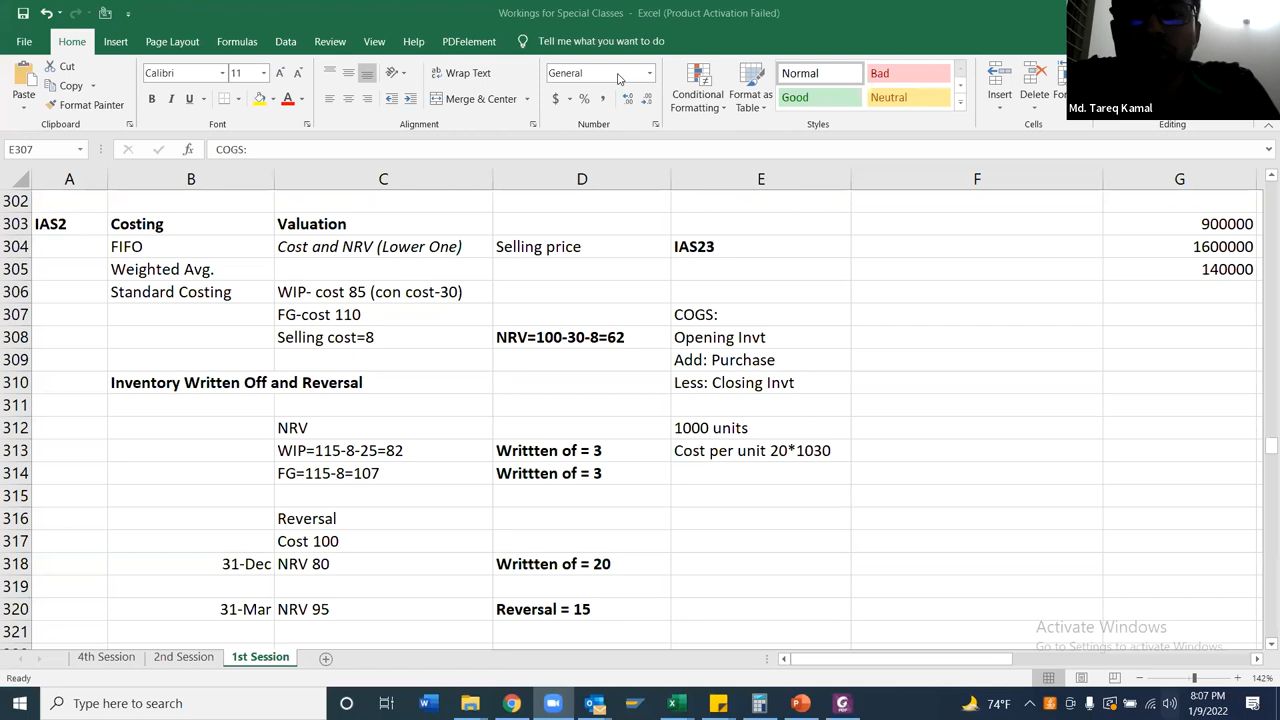 Workings for Special Classes - Excel (Product Activation Failed)
File Home Insert Page Layout Formulas Data Review View Help PDFelement Tell me what you want to do
Paste
Cut
Copy
Format Painter
Clipboard
Calibri 11
B I U
Font
Wrap Text
Merge & Center
Alignment
General
$ % ,
Number
Conditional Formatting
Format as Table
Normal Bad
Good Neutral
Styles
Insert Delete
Cells
Editing
Md. Tareq Kamal
E307 fx COGS:
A B C D E F G
302
303 IAS2 Costing Valuation 900000
304 FIFO Cost and NRV (Lower One) Selling price IAS23 1600000
305 Weighted Avg. 140000
306 Standard Costing WIP- cost 85 (con cost-30)
307 FG-cost 110 COGS:
308 Selling cost=8 NRV=100-30-8=62 Opening Invt
309 Add: Purchase
310 Inventory Written Off and Reversal Less: Closing Invt
311
312 NRV 1000 units
313 WIP=115-8-25=82 Writtten of = 3 Cost per unit 20*1030
314 FG=115-8=107 Writtten of = 3
315
316 Reversal
317 Cost 100
318 31-Dec NRV 80 Writtten of = 20
319
320 31-Mar NRV 95 Reversal = 15
321
Activate Windows
Go to Settings to activate Windows.
4th Session 2nd Session 1st Session
Ready 142%
Type here to search
74°F
8:07 PM
1/9/2022